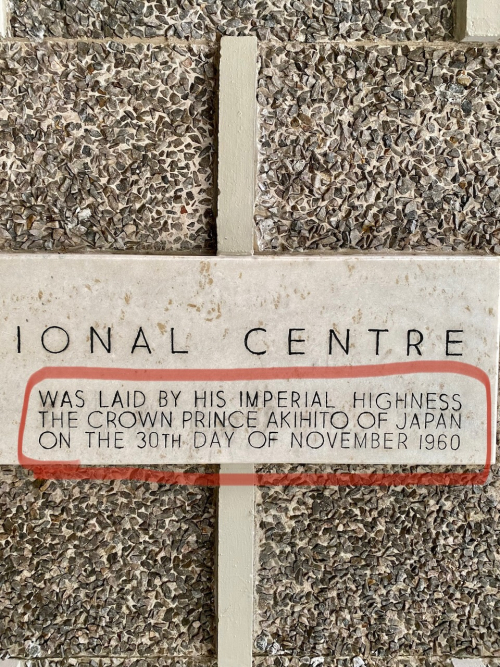 IONAL CENTRE
WAS LAID BY HIS IMPERIAL HIGHNESS
THE CROWN PRINCE AKIHITO OF JAPAN
ON THE 30TH DAY OF NOVEMBER 1960